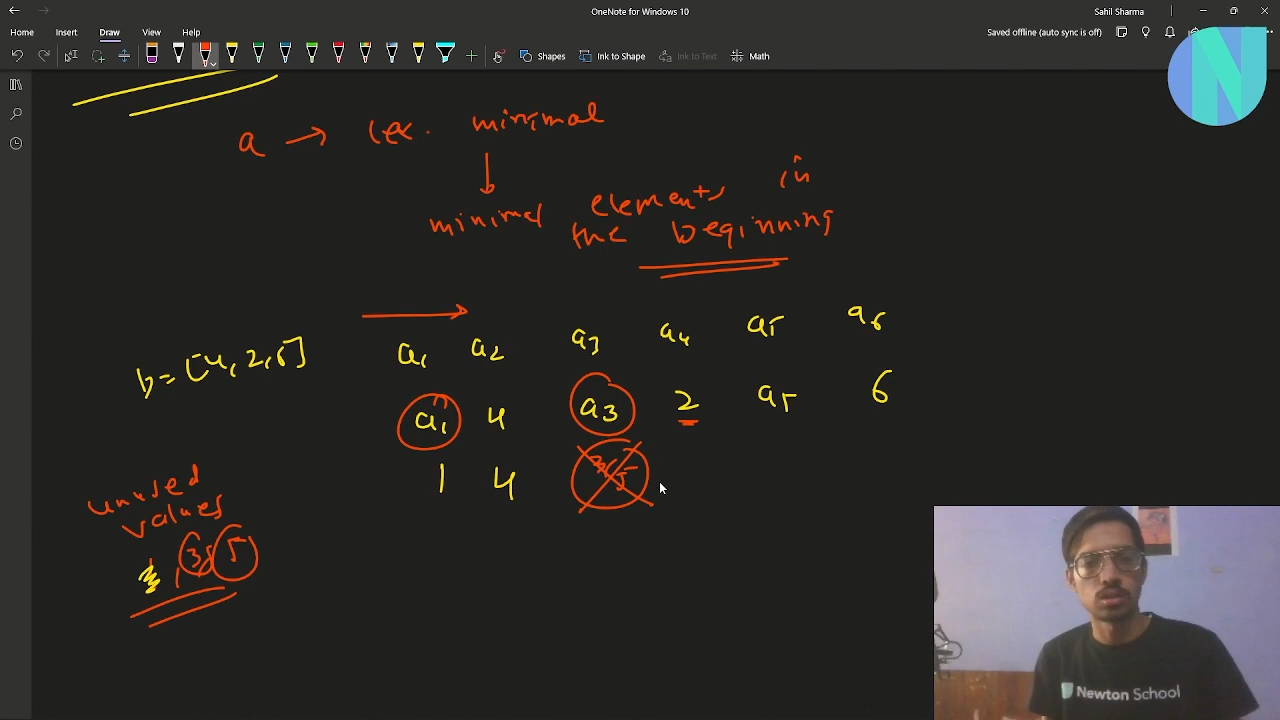 OneNote for Windows 10
Sahil Sharma
Home Insert Draw View Help
Saved offline (auto sync is off)
Shapes Ink to Shape Ink to Text Math
a → lex. minimal
minimal elements in
the beginning
b = [4, 2, 6] a1 a2 a3 a4 a5 a6
a1 4 a3 2 a5 6
1 4
unused
values
3 5
Newton School